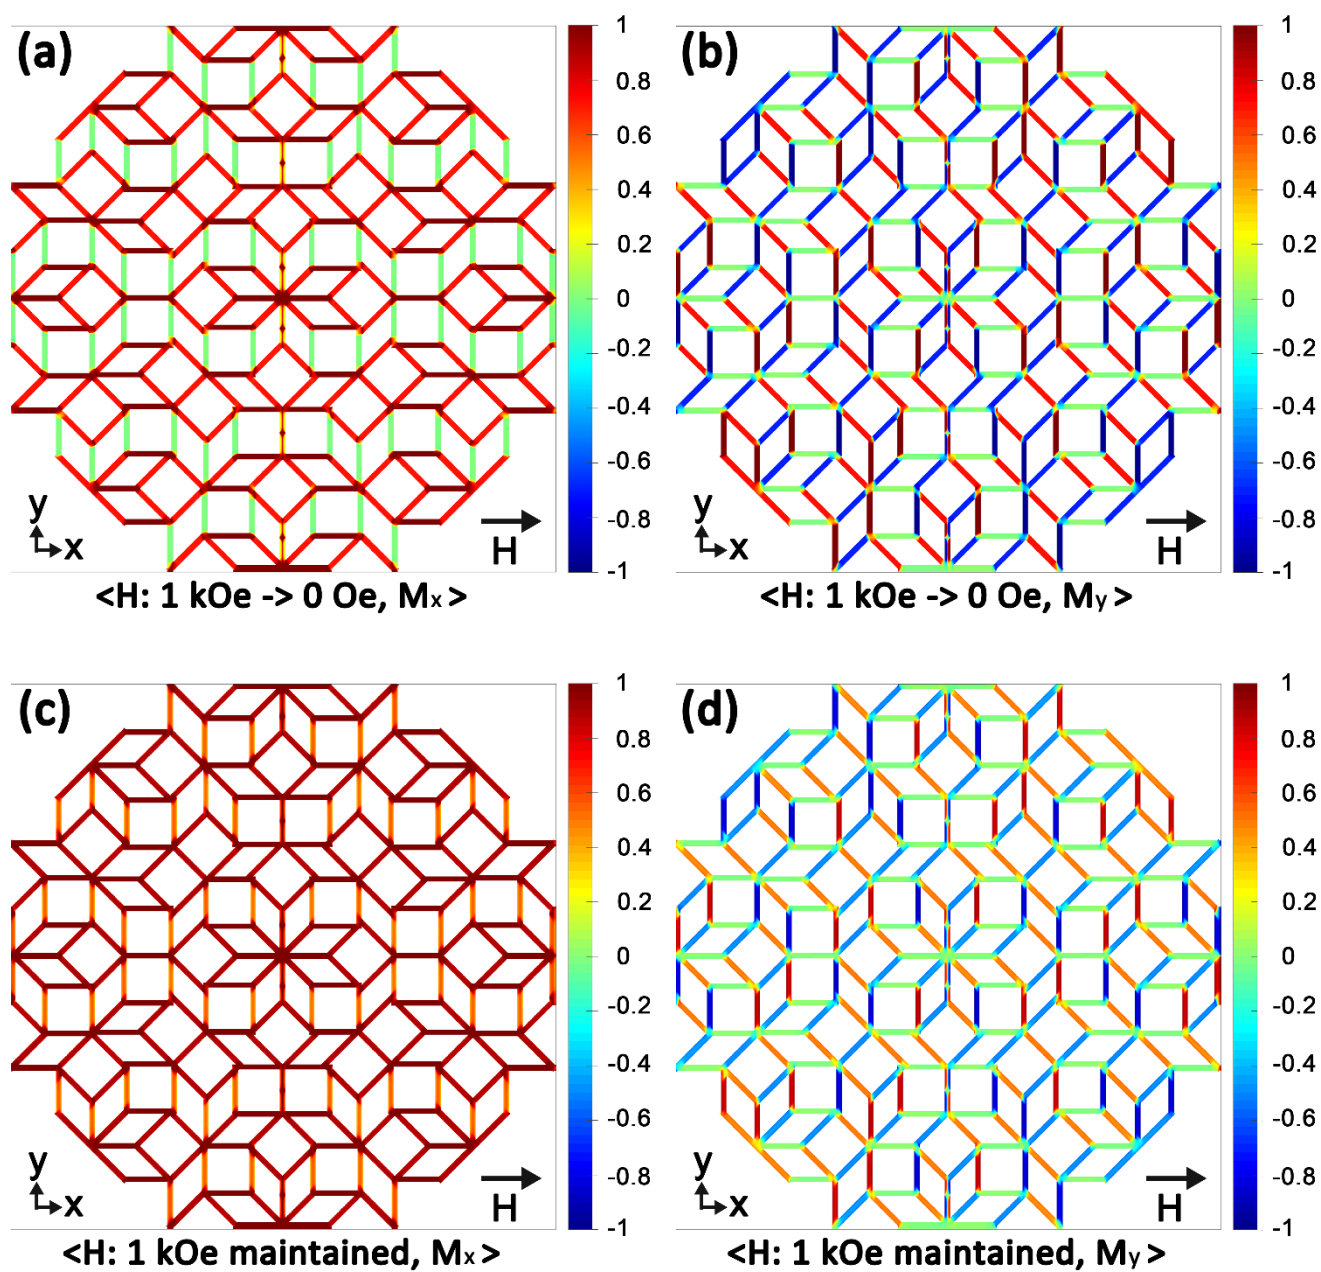 (a)
1
0.8
0.6
0.4
0.2
0
-0.2
-0.4
-0.6
-0.8
-1
y
x
H
<H: 1 kOe -> 0 Oe, Mx >
(b)
1
0.8
0.6
0.4
0.2
0
-0.2
-0.4
-0.6
-0.8
-1
y
x
H
<H: 1 kOe -> 0 Oe, My >
(c)
1
0.8
0.6
0.4
0.2
0
-0.2
-0.4
-0.6
-0.8
-1
y
x
H
<H: 1 kOe maintained, Mx >
(d)
1
0.8
0.6
0.4
0.2
0
-0.2
-0.4
-0.6
-0.8
-1
y
x
H
<H: 1 kOe maintained, My >